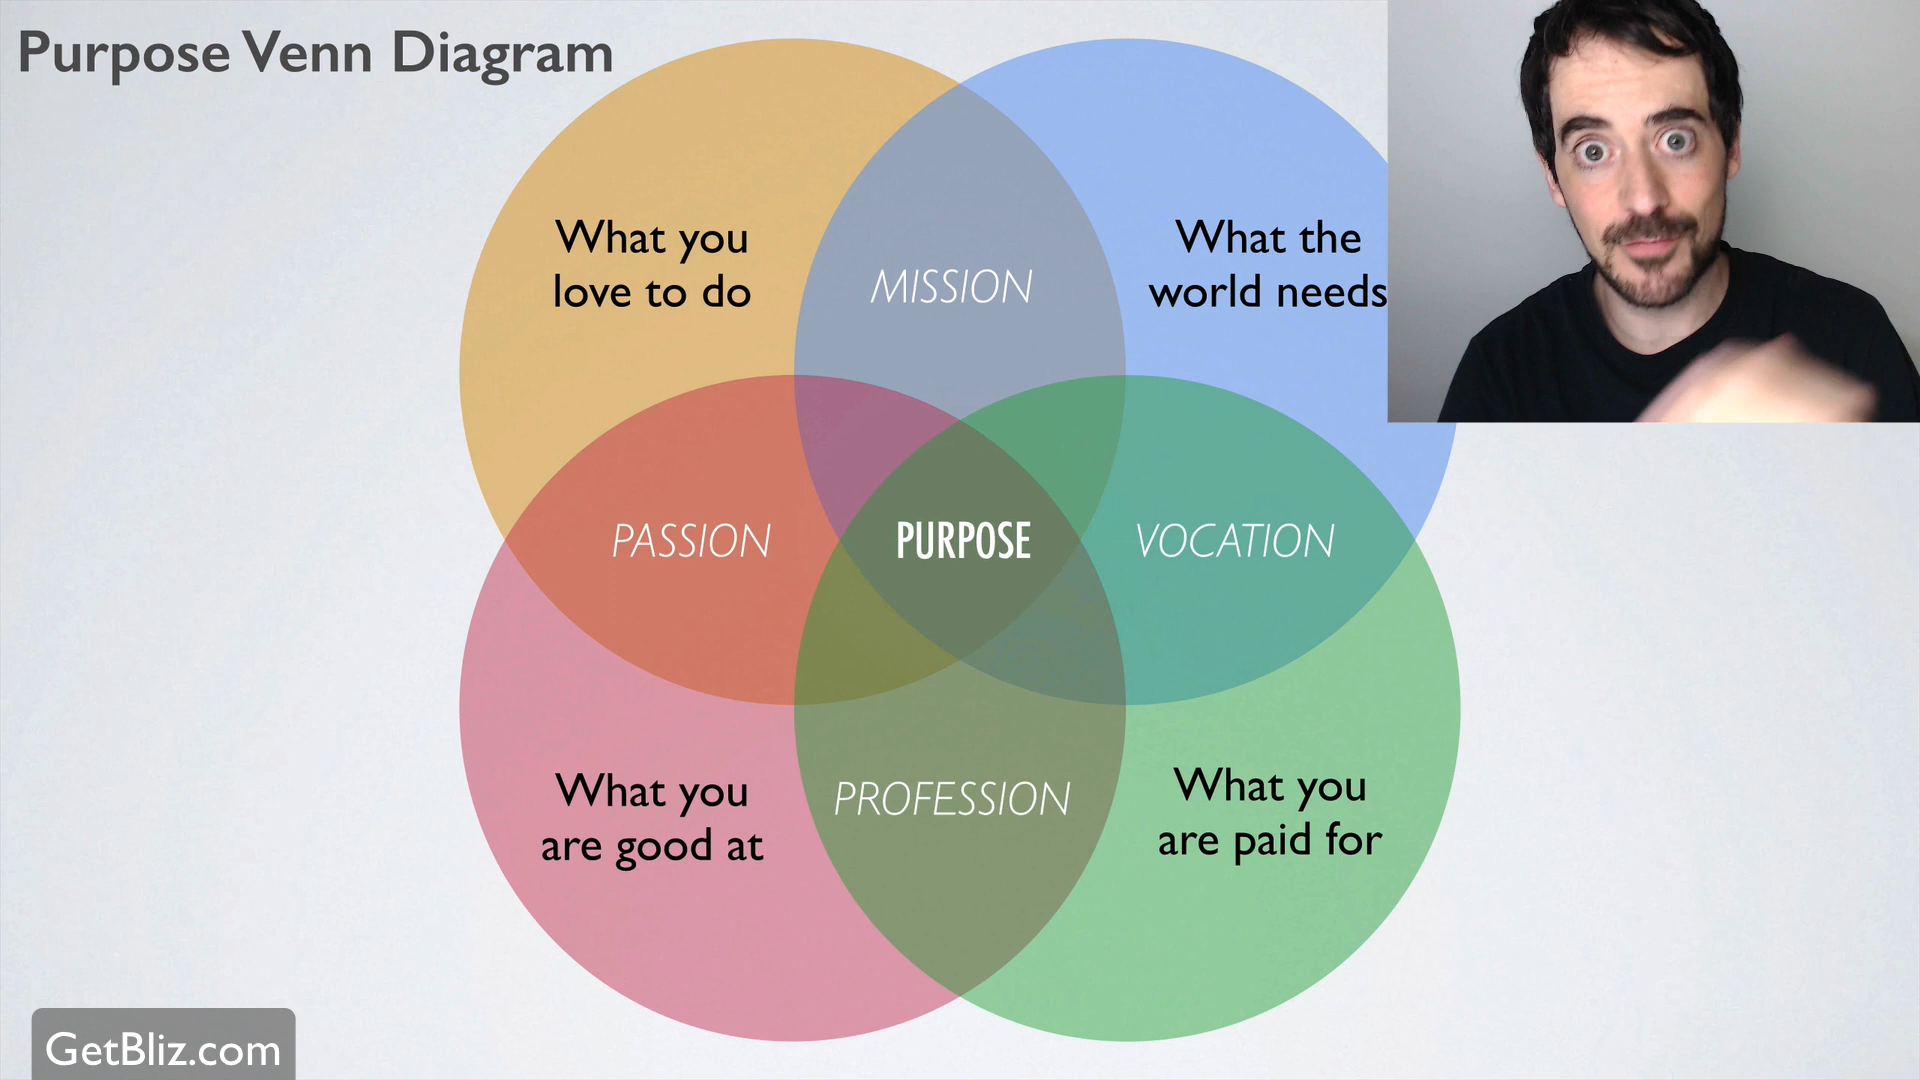 Purpose Venn Diagram
What you
love to do
MISSION
What the
world needs
PASSION
PURPOSE
VOCATION
What you
are good at
PROFESSION
What you
are paid for
GetBliz.com